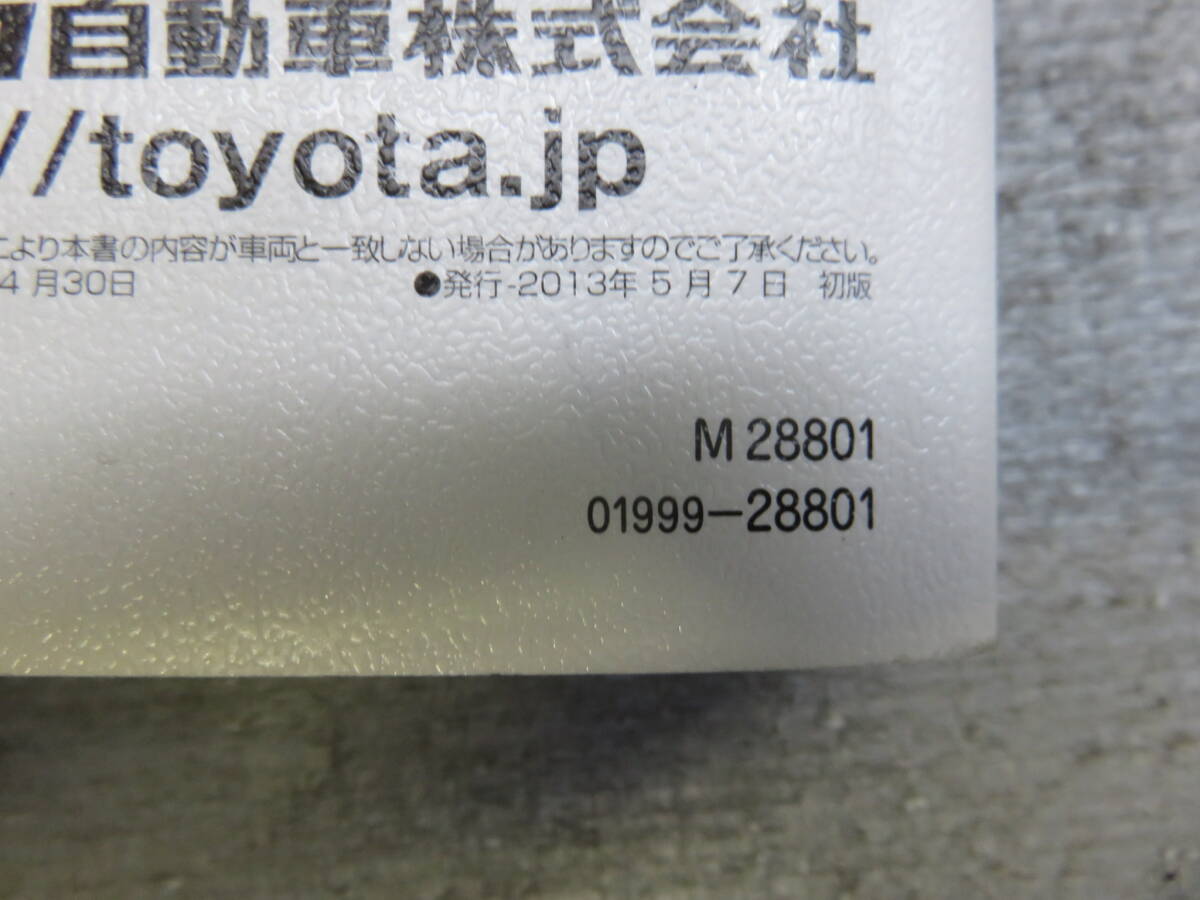 自動車株式会社
//toyota.jp
により本書の内容が車両と一致しない場合がありますのでご了承ください。
4月30日 ●発行-2013年 5 月 7 日 初版
M 28801
01999-28801